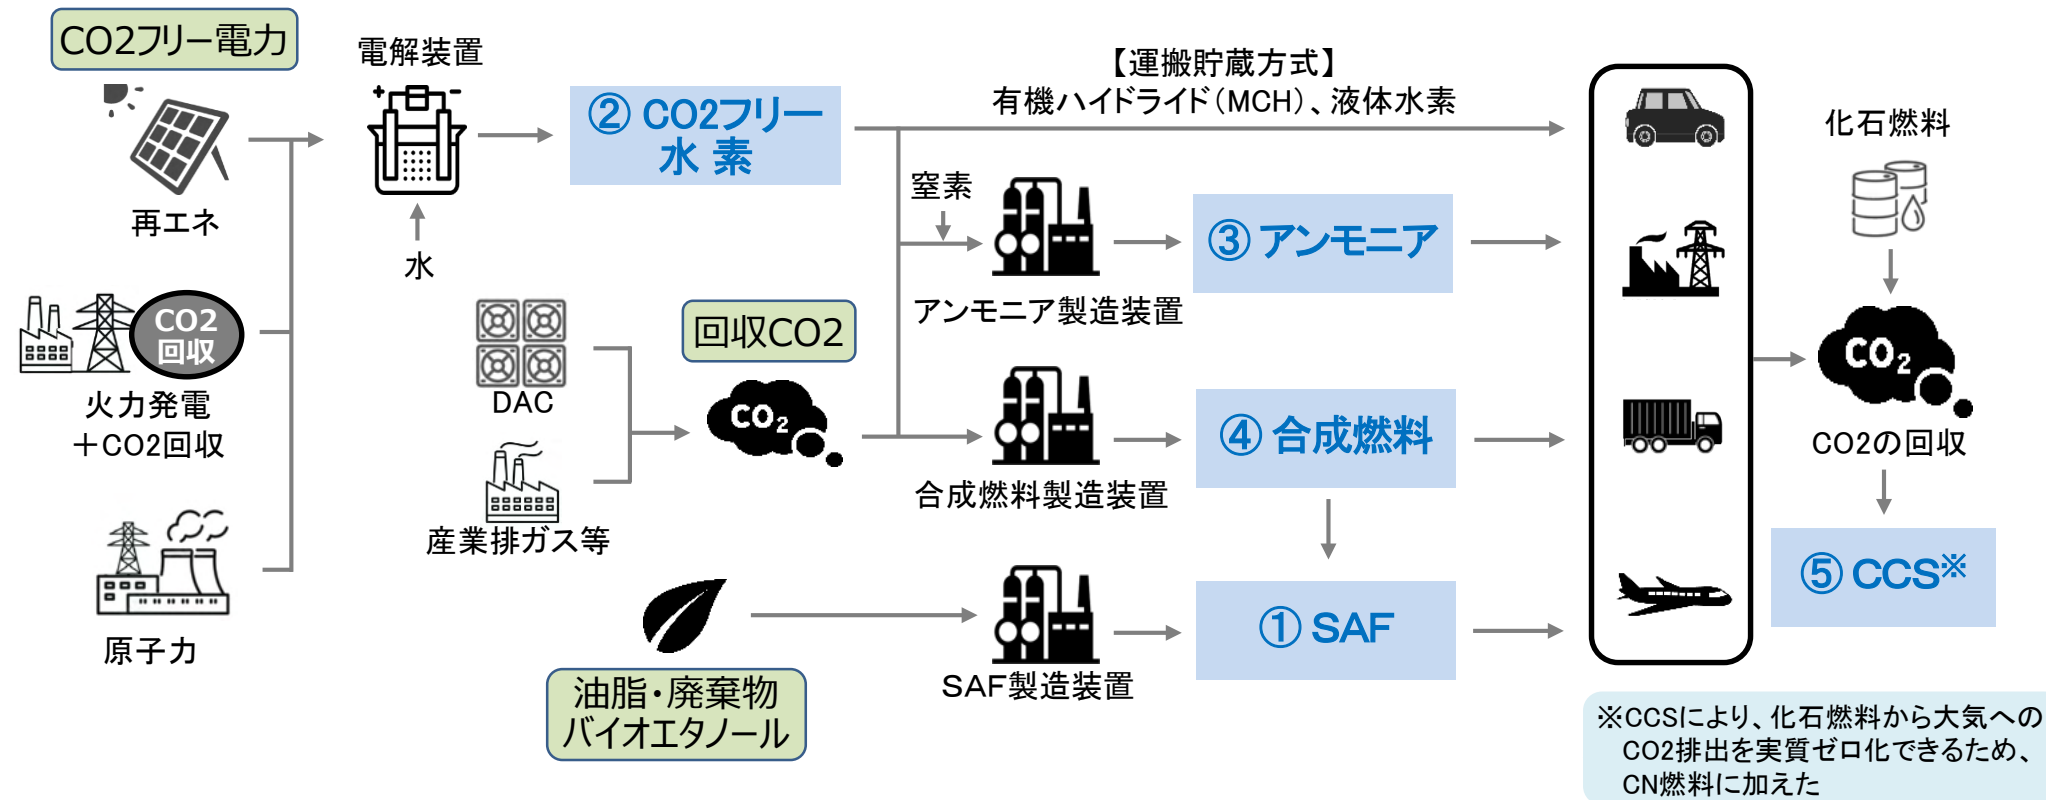 CO2フリー電力
再エネ
CO2
回収
火力発電
＋CO2回収
原子力
電解装置
水
② CO2フリー
水 素
【運搬貯蔵方式】
有機ハイドライド（MCH）、液体水素
窒素
アンモニア製造装置
③ アンモニア
DAC
産業排ガス等
回収CO2
CO2
合成燃料製造装置
④ 合成燃料
油脂・廃棄物
バイオエタノール
SAF製造装置
① SAF
化石燃料
CO2
CO2の回収
⑤ CCS※
※CCSにより、化石燃料から大気への
CO2排出を実質ゼロ化できるため、
CN燃料に加えた